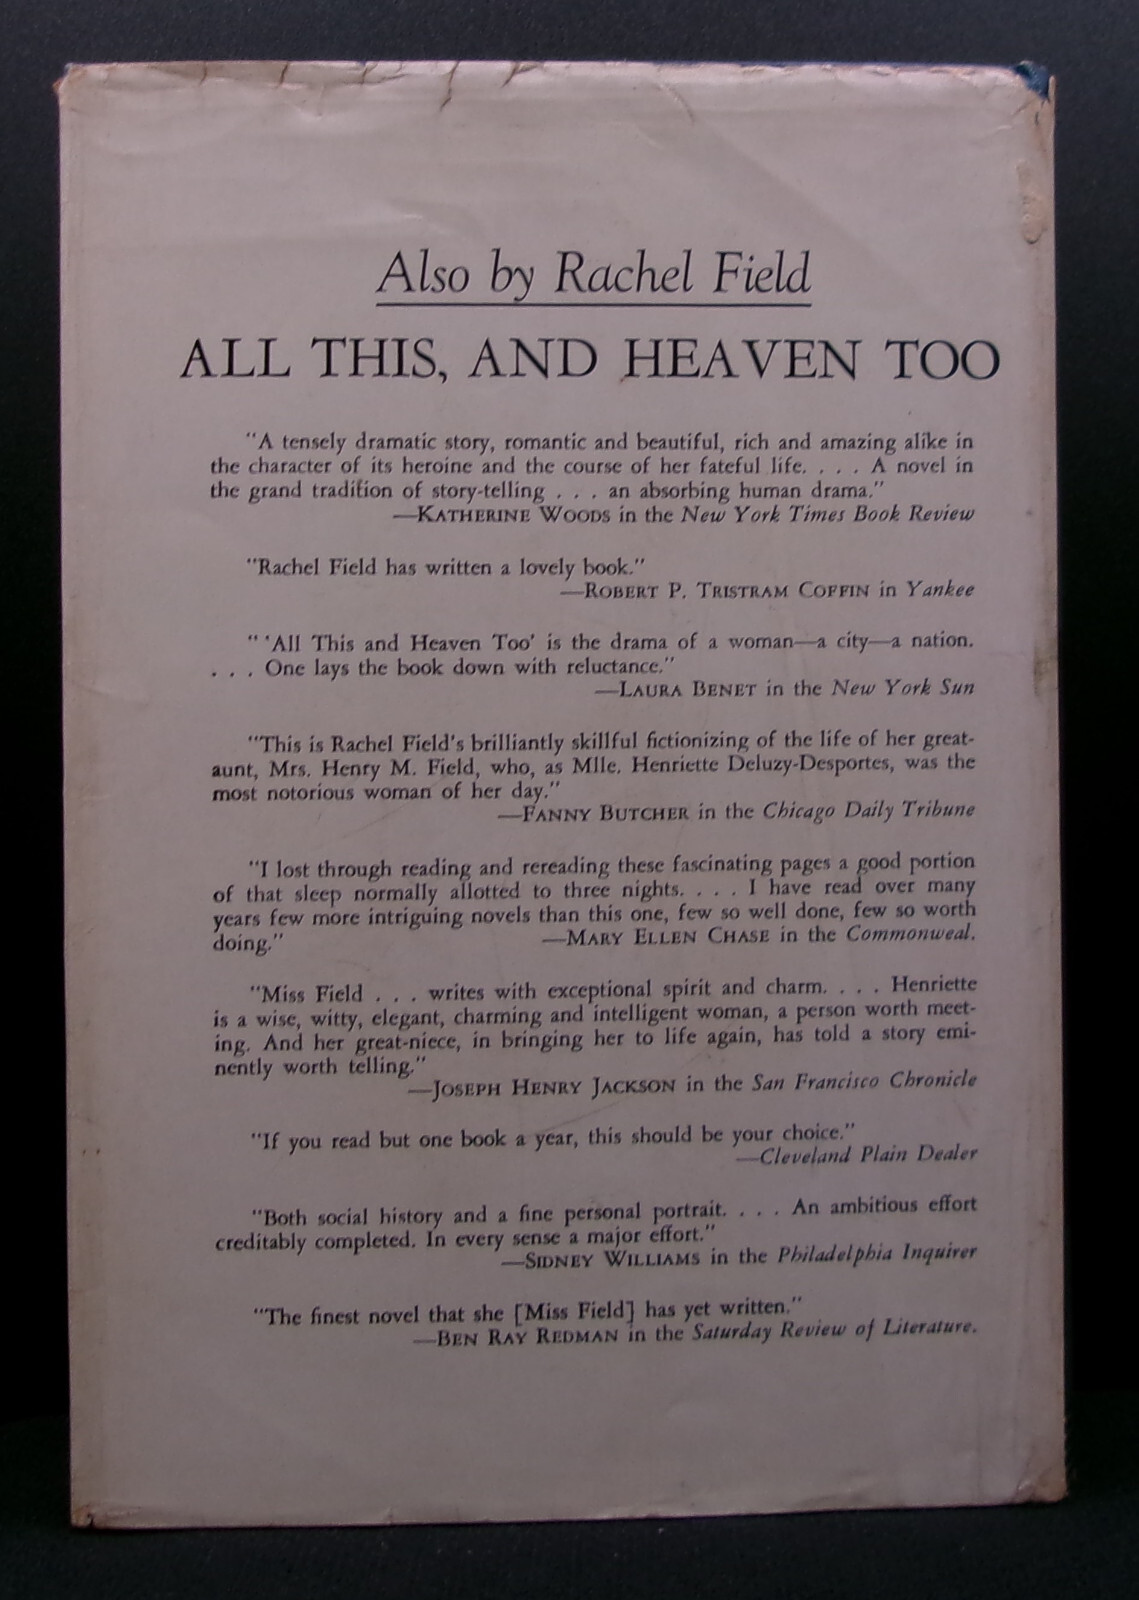 Also by Rachel Field
ALL THIS, AND HEAVEN TOO
"A tensely dramatic story, romantic and beautiful, rich and amazing alike in
the character of its heroine and the course of her fateful life. . . . A novel in
the grand tradition of story-telling . . . an absorbing human drama."
—KATHERINE WOODS in the New York Times Book Review
"Rachel Field has written a lovely book."
—ROBERT P. TRISTRAM COFFIN in Yankee
" 'All This and Heaven Too' is the drama of a woman—a city—a nation.
. . . One lays the book down with reluctance."
—LAURA BENET in the New York Sun
"This is Rachel Field's brilliantly skillful fictionizing of the life of her great-
aunt, Mrs. Henry M. Field, who, as Mlle. Henriette Deluzy-Desportes, was the
most notorious woman of her day."
—FANNY BUTCHER in the Chicago Daily Tribune
"I lost through reading and rereading these fascinating pages a good portion
of that sleep normally allotted to three nights. . . . I have read over many
years few more intriguing novels than this one, few so well done, few so worth
doing." —MARY ELLEN CHASE in the Commonweal.
"Miss Field . . . writes with exceptional spirit and charm. . . . Henriette
is a wise, witty, elegant, charming and intelligent woman, a person worth meet-
ing. And her great-niece, in bringing her to life again, has told a story emi-
nently worth telling."
—JOSEPH HENRY JACKSON in the San Francisco Chronicle
"If you read but one book a year, this should be your choice."
—Cleveland Plain Dealer
"Both social history and a fine personal portrait. . . . An ambitious effort
creditably completed. In every sense a major effort."
—SIDNEY WILLIAMS in the Philadelphia Inquirer
"The finest novel that she [Miss Field] has yet written."
—BEN RAY REDMAN in the Saturday Review of Literature.